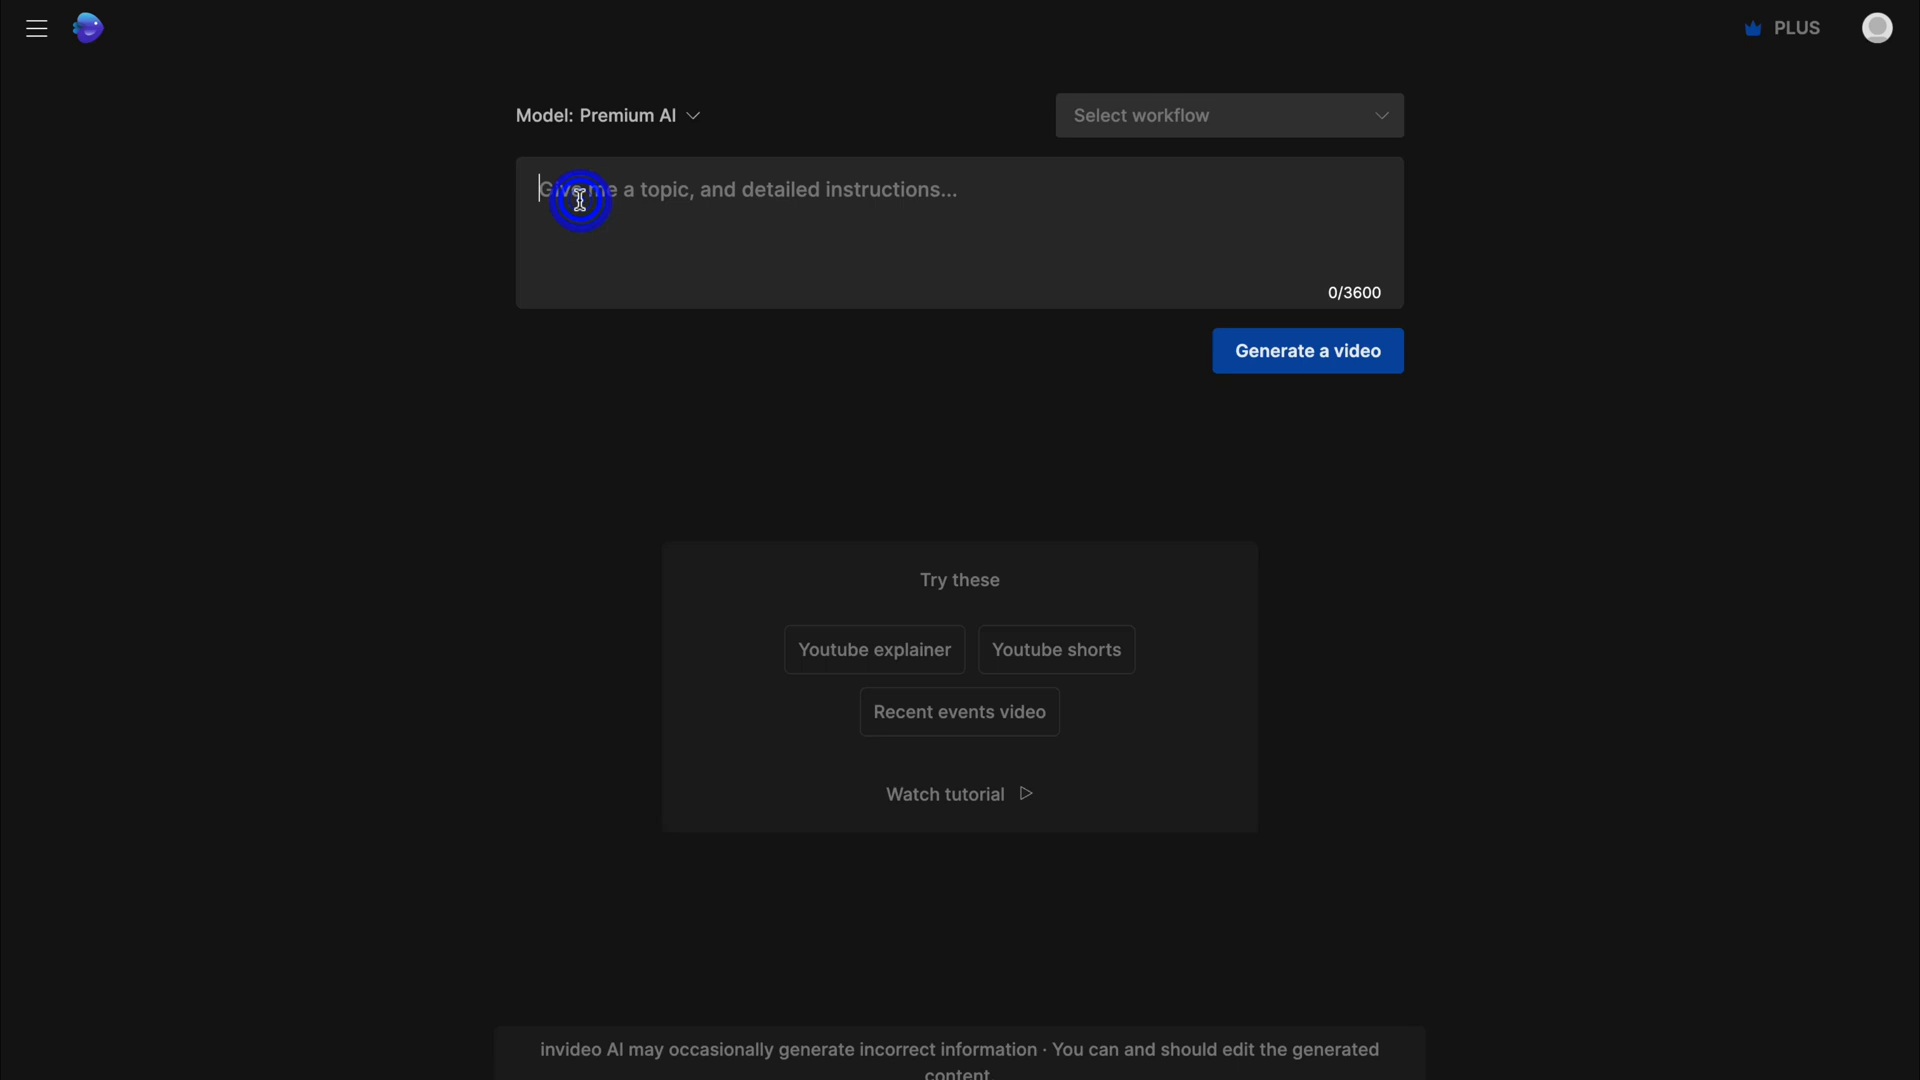 PLUS
Model: Premium AI
Select workflow
Give me a topic, and detailed instructions...
0/3600
Generate a video
Try these
Youtube explainer
Youtube shorts
Recent events video
Watch tutorial
invideo AI may occasionally generate incorrect information · You can and should edit the generated
content